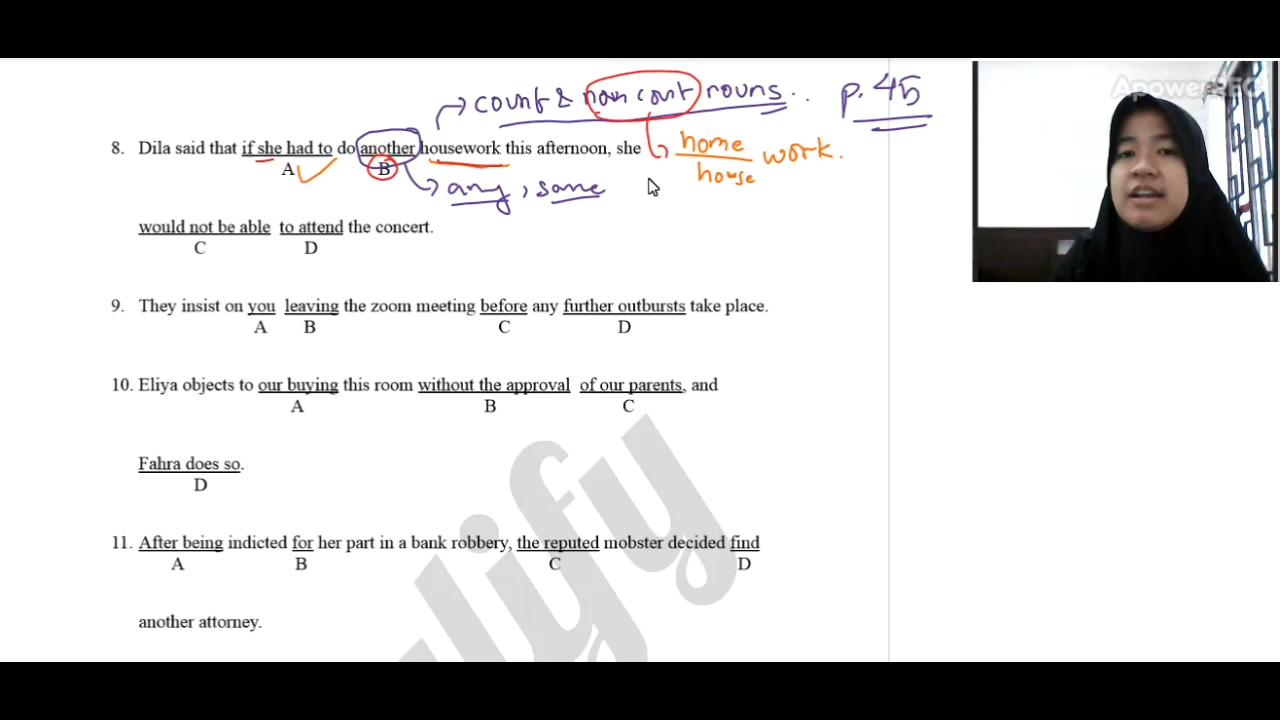 count & non count nouns . . p. 45
8. Dila said that if she had to do another housework this afternoon, she
home
house
work.
A
B
any, some
would not be able to attend the concert.
C D
9. They insist on you leaving the zoom meeting before any further outbursts take place.
A B C D
10. Eliya objects to our buying this room without the approval of our parents, and
A B C
Fahra does so.
D
11. After being indicted for her part in a bank robbery, the reputed mobster decided find
A B C D
another attorney.